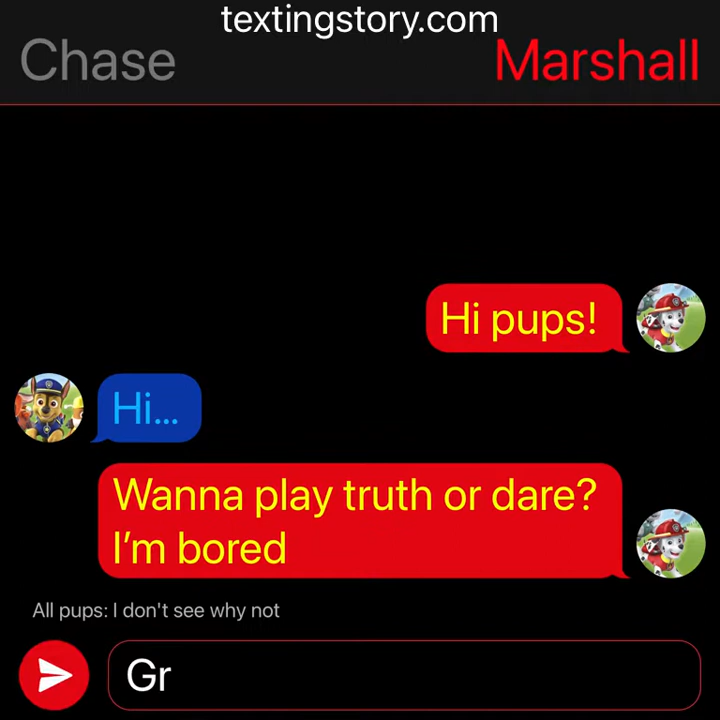 textingstory.com
Chase
Marshall
Hi pups!
Hi...
Wanna play truth or dare?
I'm bored
All pups: I don't see why not
Gr